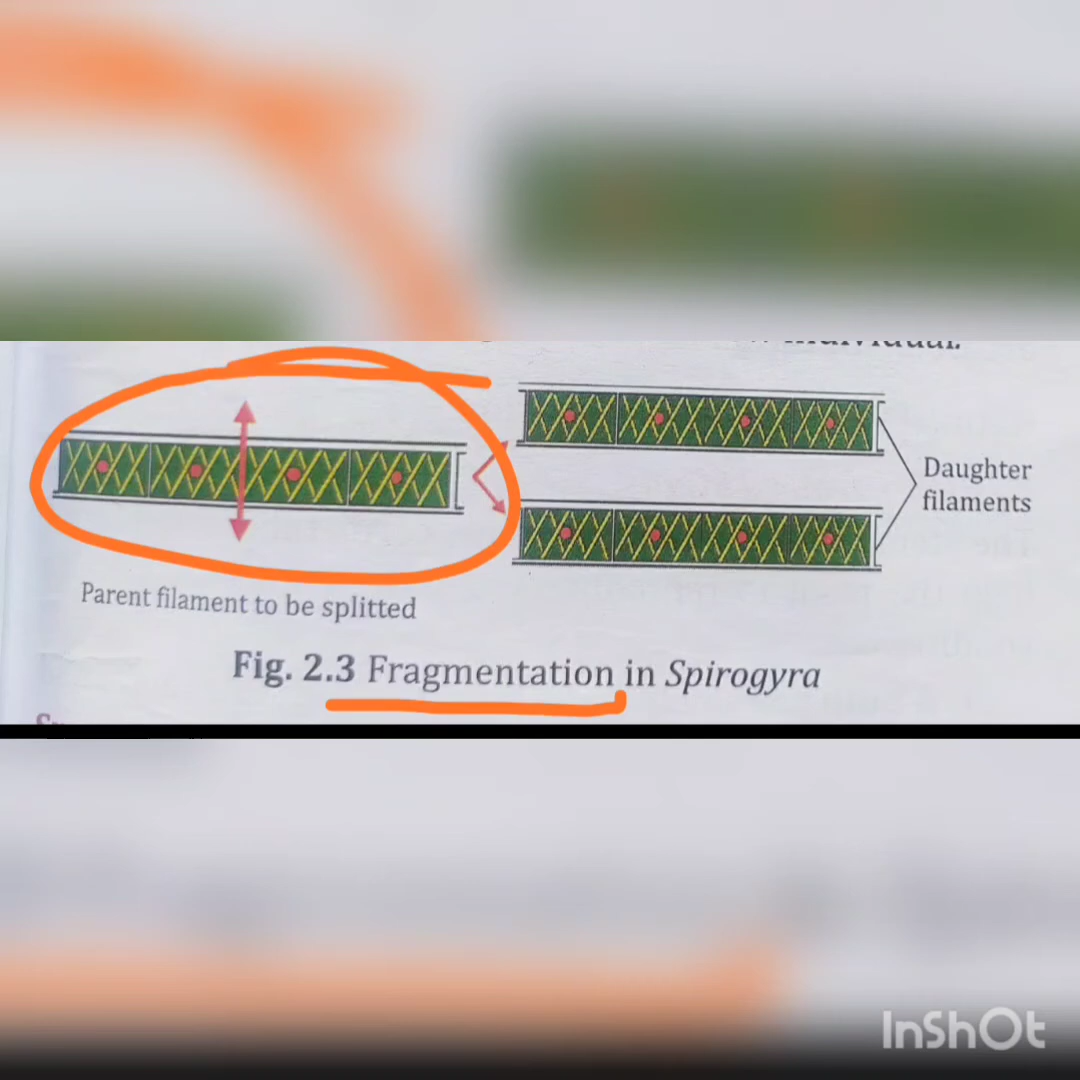 Daughter
filaments
Parent filament to be splitted
Fig. 2.3 Fragmentation in Spirogyra
InShOt